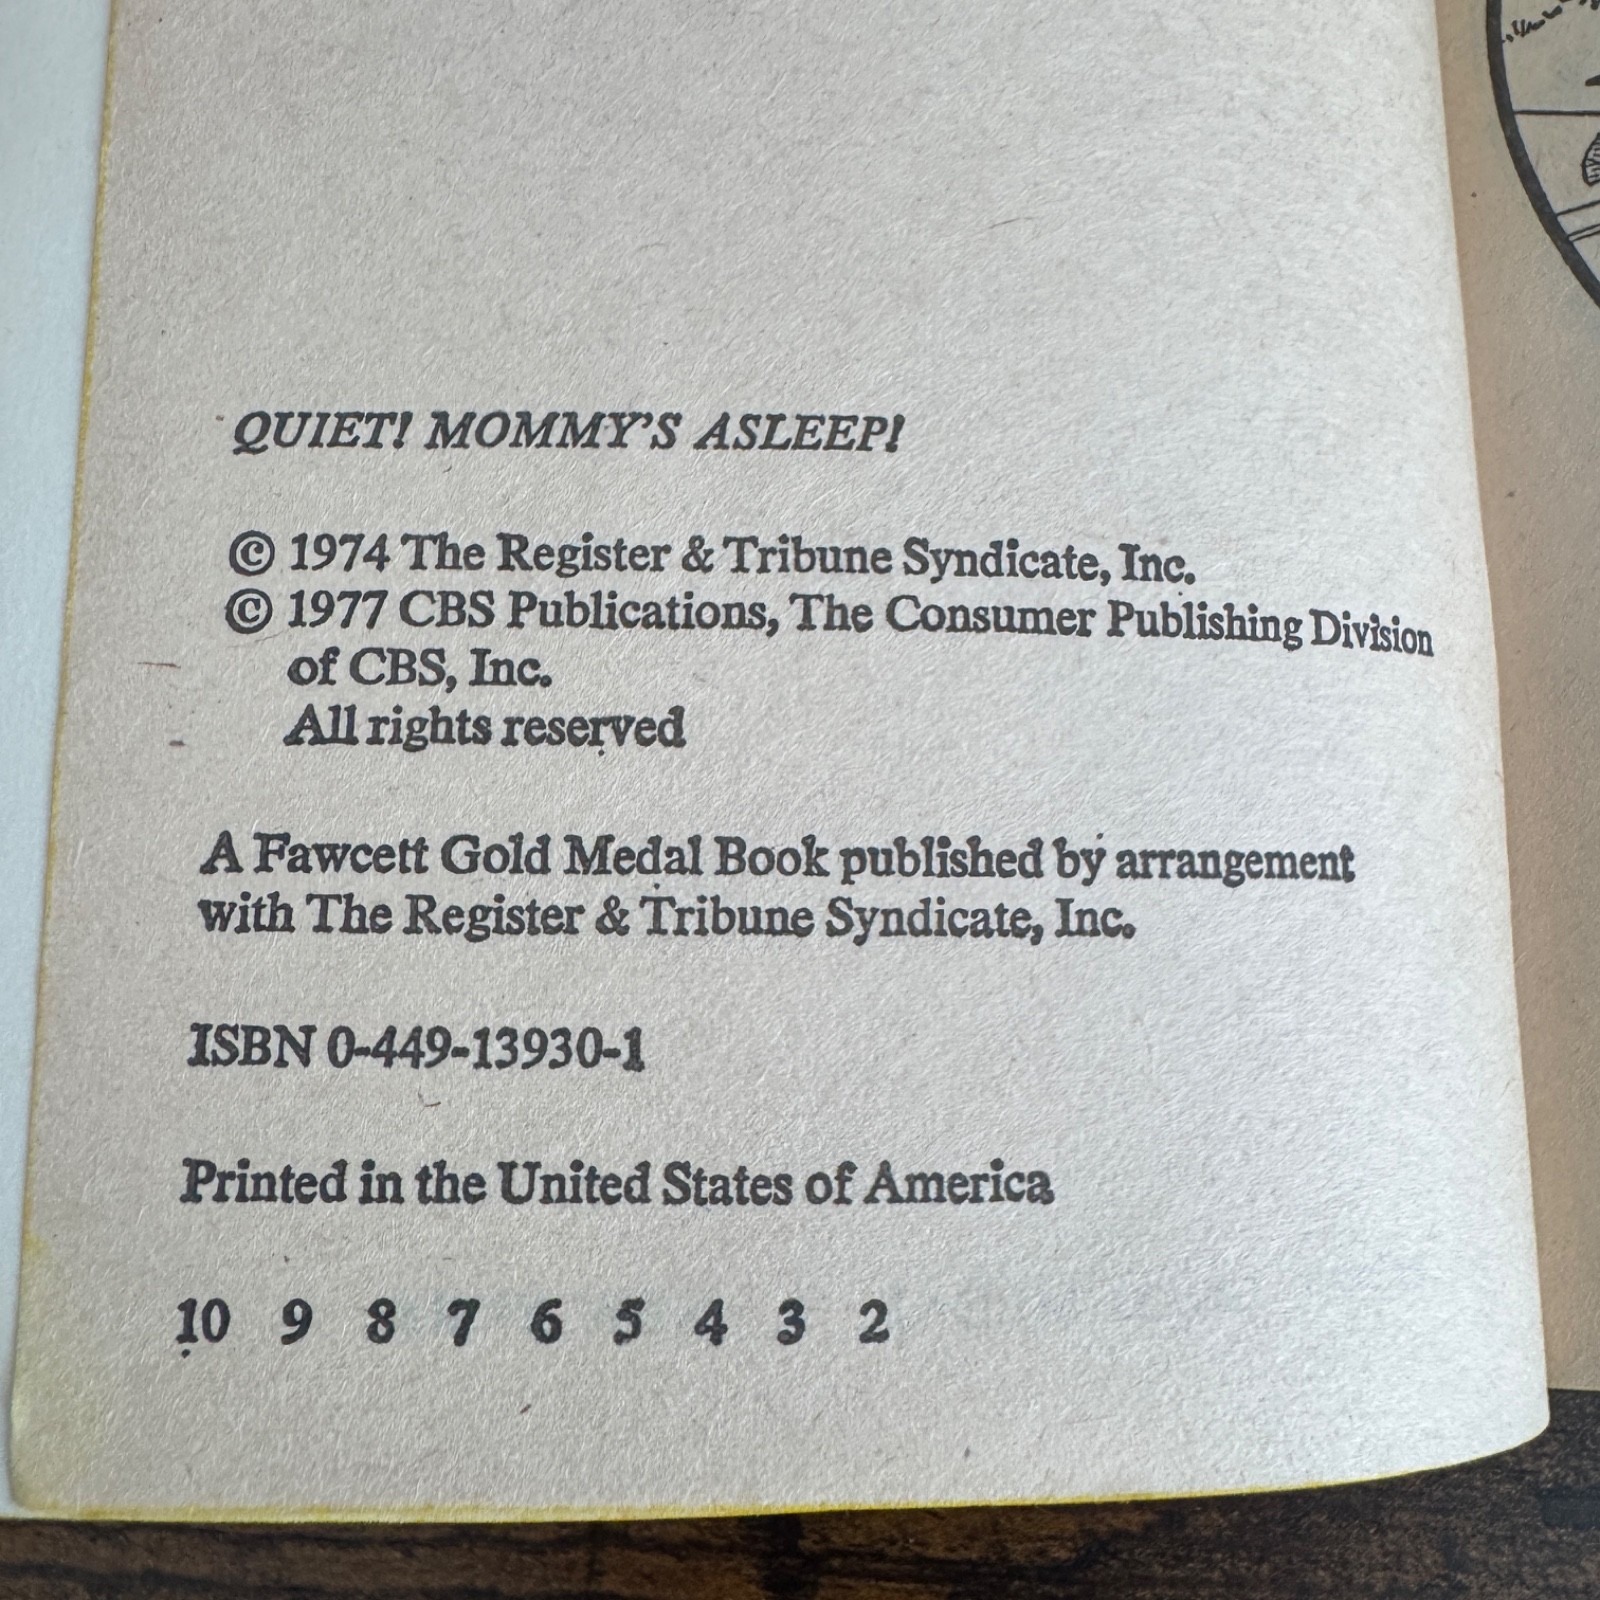 QUIET! MOMMY'S ASLEEP!
© 1974 The Register & Tribune Syndicate, Inc.
© 1977 CBS Publications, The Consumer Publishing Division
of CBS, Inc.
All rights reserved
A Fawcett Gold Medal Book published by arrangement
with The Register & Tribune Syndicate, Inc.
ISBN 0-449-13930-1
Printed in the United States of America
10 9 8 7 6 5 4 3 2